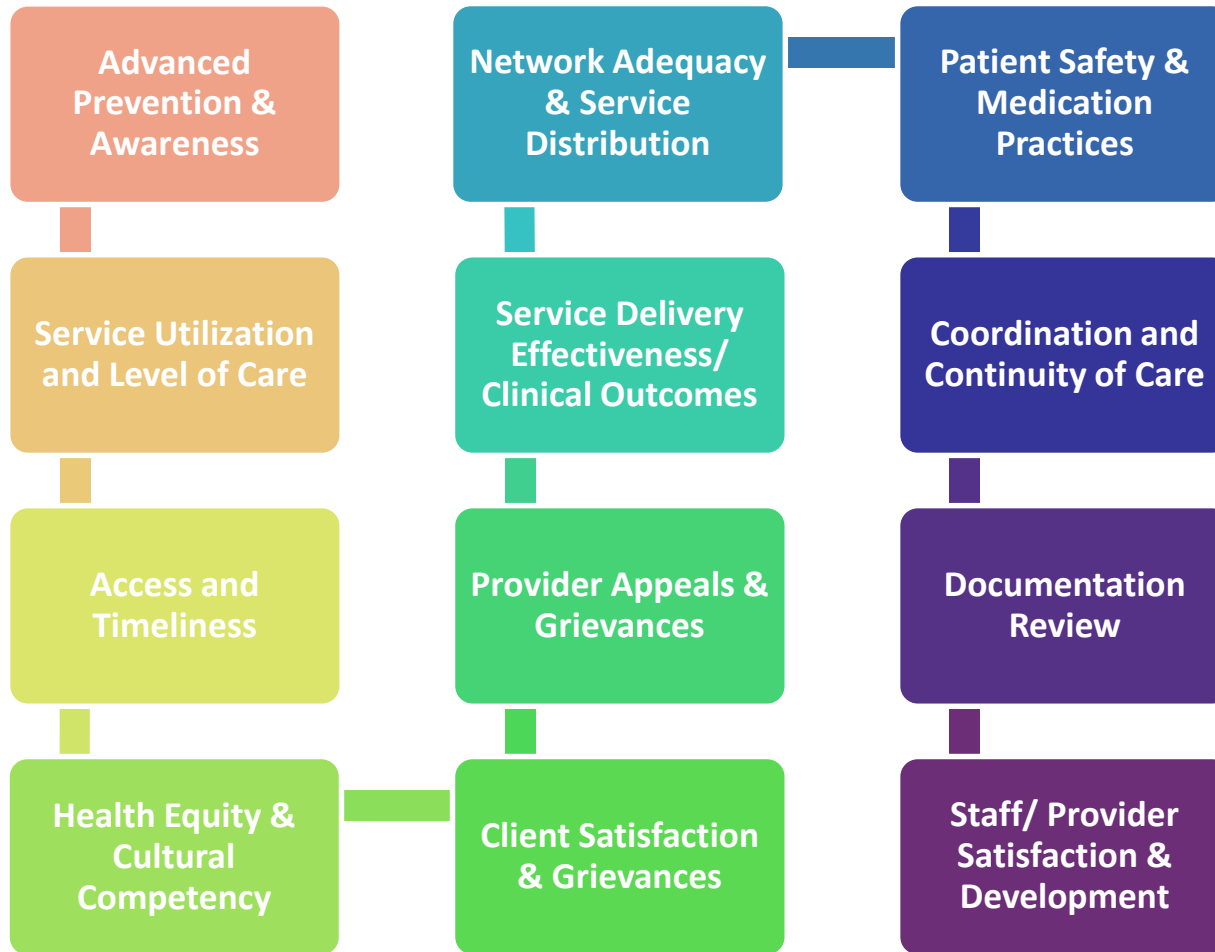 Advanced
Prevention &
Awareness
Service Utilization
and Level of Care
Access and
Timeliness
Health Equity &
Cultural
Competency
Client Satisfaction
& Grievances
Provider Appeals &
Grievances
Service Delivery
Effectiveness/
Clinical Outcomes
Network Adequacy
& Service
Distribution
Patient Safety &
Medication
Practices
Coordination and
Continuity of Care
Documentation
Review
Staff/ Provider
Satisfaction &
Development